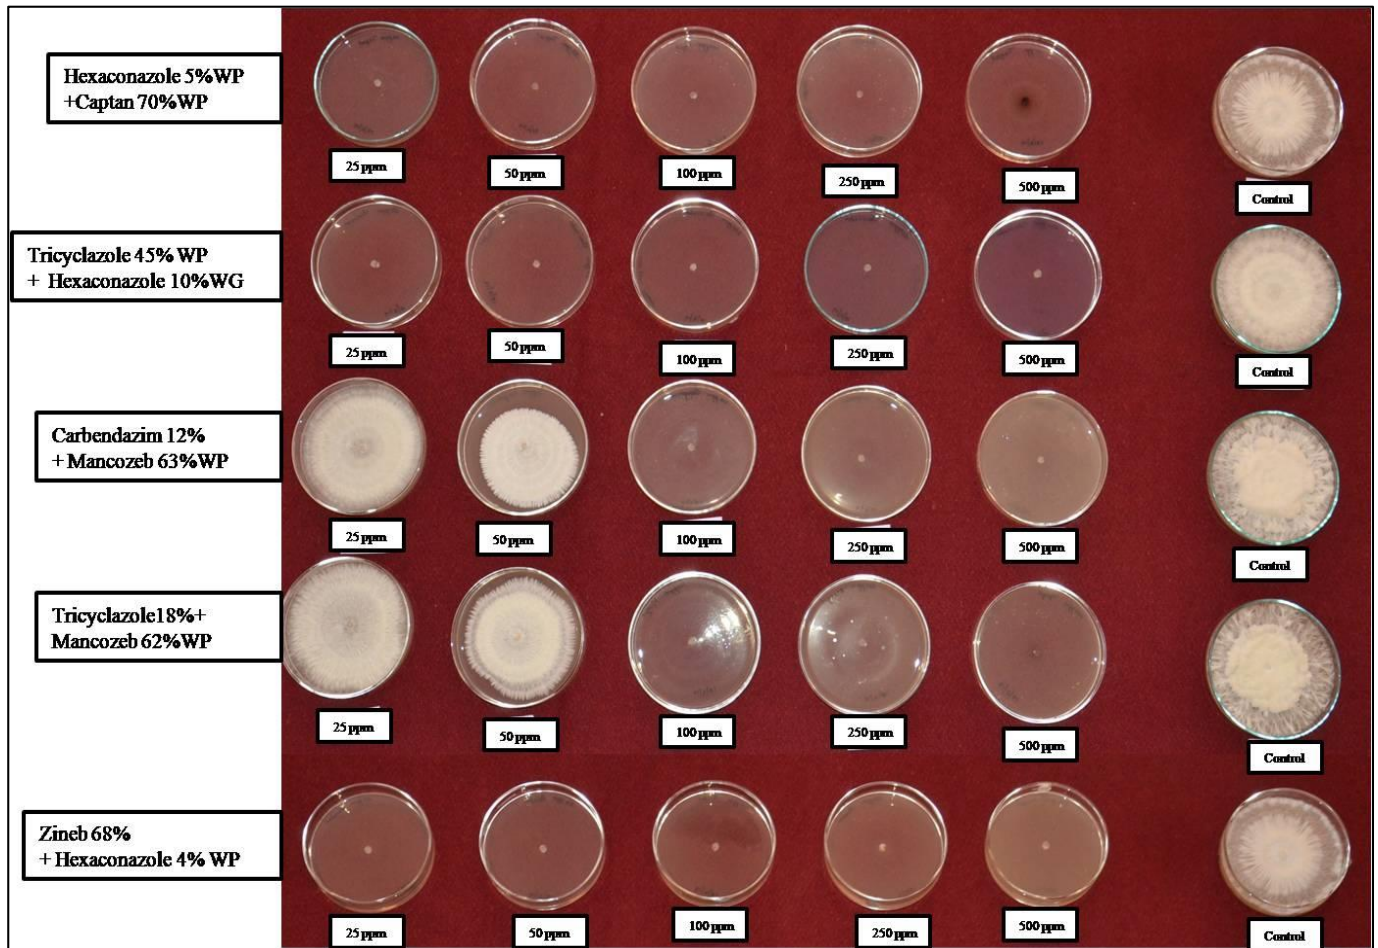 Hexaconazole 5%WP
+Captan 70%WP
25 ppm
50 ppm
100 ppm
250 ppm
500 ppm
Control
Tricyclazole 45% WP
+ Hexaconazole 10%WG
25 ppm
50 ppm
100 ppm
250 ppm
500 ppm
Control
Carbendazim 12%
+ Mancozeb 63%WP
25 ppm
50 ppm
100 ppm
250 ppm
500 ppm
Control
Tricyclazole18%+
Mancozeb 62%WP
25 ppm
50 ppm
100 ppm
250 ppm
500 ppm
Control
Zineb 68%
+ Hexaconazole 4% WP
25 ppm
50 ppm
100 ppm
250 ppm
500 ppm
Control